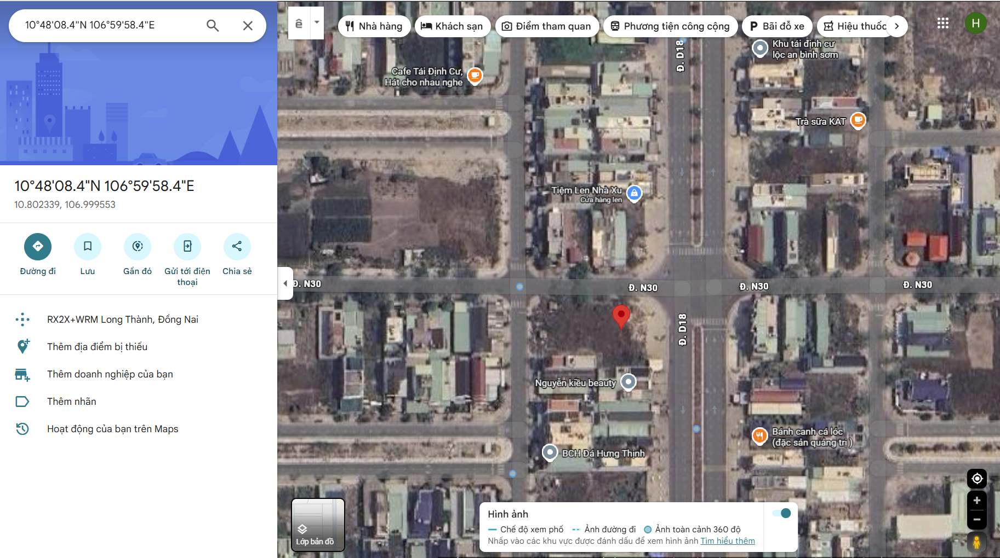 10°48'08.4"N 106°59'58.4"E
ê
Nhà hàng
Khách sạn
Điểm tham quan
Phương tiện công cộng
P Bãi đỗ xe
Hiệu thuốc
H
10°48'08.4"N 106°59'58.4"E
10.802339, 106.999553
Đường đi
Lưu
Gần đó
Gửi tới điện
thoại
Chia sẻ
RX2X+WRM Long Thành, Đồng Nai
Thêm địa điểm bị thiếu
Thêm doanh nghiệp của bạn
Thêm nhãn
Hoạt động của bạn trên Maps
Đ. D18
Khu tái định cư
lộc an bình sơm
Cafe Tái Định Cư,
Hát cho nhau nghe
Trà sữa KAT
Tiệm Len Nhà Xu
Cửa hàng len
Đ. N30
Đ. N30
Đ. N30
Đ. N30
Đ. D18
Nguyễn kiều beauty
Bánh canh cá lóc
(đặc sản quảng trị )
BCH Đá Hưng Thịnh
Lớp bản đồ
Hình ảnh
Chế độ xem phố
Ảnh đường đi
Ảnh toàn cảnh 360 độ
Nhấp vào các khu vực được đánh dấu để xem hình ảnh Tìm hiểu thêm